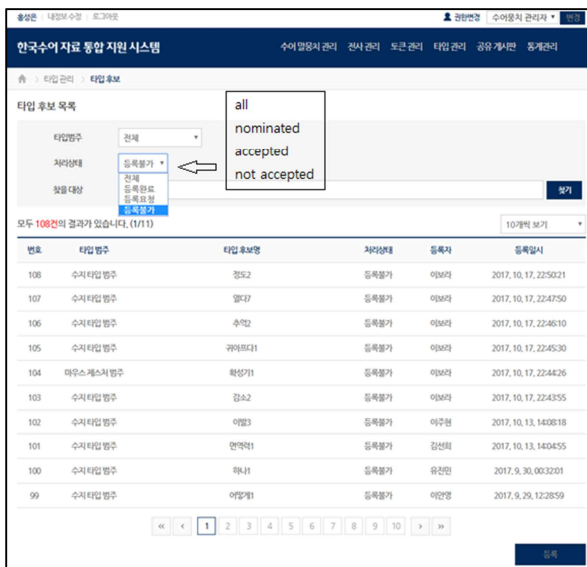 홍성은 내정보 수정 로그아웃 권한변경 수어뭉치 관리자 변경
한국수어 자료 통합 지원 시스템 수어 말뭉치 관리 전사 관리 토큰 관리 타입 관리 공유 게시판 통계관리
타입 관리 > 타입 후보
타입 후보 목록
타입범주 전체
처리상태 등록불가
전체
등록완료
등록요청
등록불가
all
nominated
accepted
not accepted
찾을 대상 찾기
모두 108건의 결과가 있습니다. (1/11) 10개씩 보기
번호 타입 범주 타입 후보명 처리상태 등록자 등록일시
108 수지 타입 범주 정도2 등록불가 이보라 2017, 10, 17, 22:50:21
107 수지 타입 범주 열다7 등록불가 이보라 2017, 10, 17, 22:47:50
106 수지 타입 범주 추억2 등록불가 이보라 2017, 10, 17, 22:46:10
105 수지 타입 범주 귀아프다1 등록불가 이보라 2017, 10, 17, 22:45:30
104 마우스 제스처 범주 확성기1 등록불가 이보라 2017, 10, 17, 22:44:26
103 수지 타입 범주 감소2 등록불가 이보라 2017, 10, 17, 22:43:55
102 수지 타입 범주 이발3 등록불가 이주현 2017, 10, 13, 14:08:18
101 수지 타입 범주 면역력1 등록불가 김선희 2017, 10, 13, 14:04:55
100 수지 타입 범주 하나1 등록불가 유진민 2017, 9, 30, 00:32:01
99 수지 타입 범주 어떻게1 등록불가 이안영 2017, 9, 29, 12:28:59
« < 1 2 3 4 5 6 7 8 9 10 > »
등록